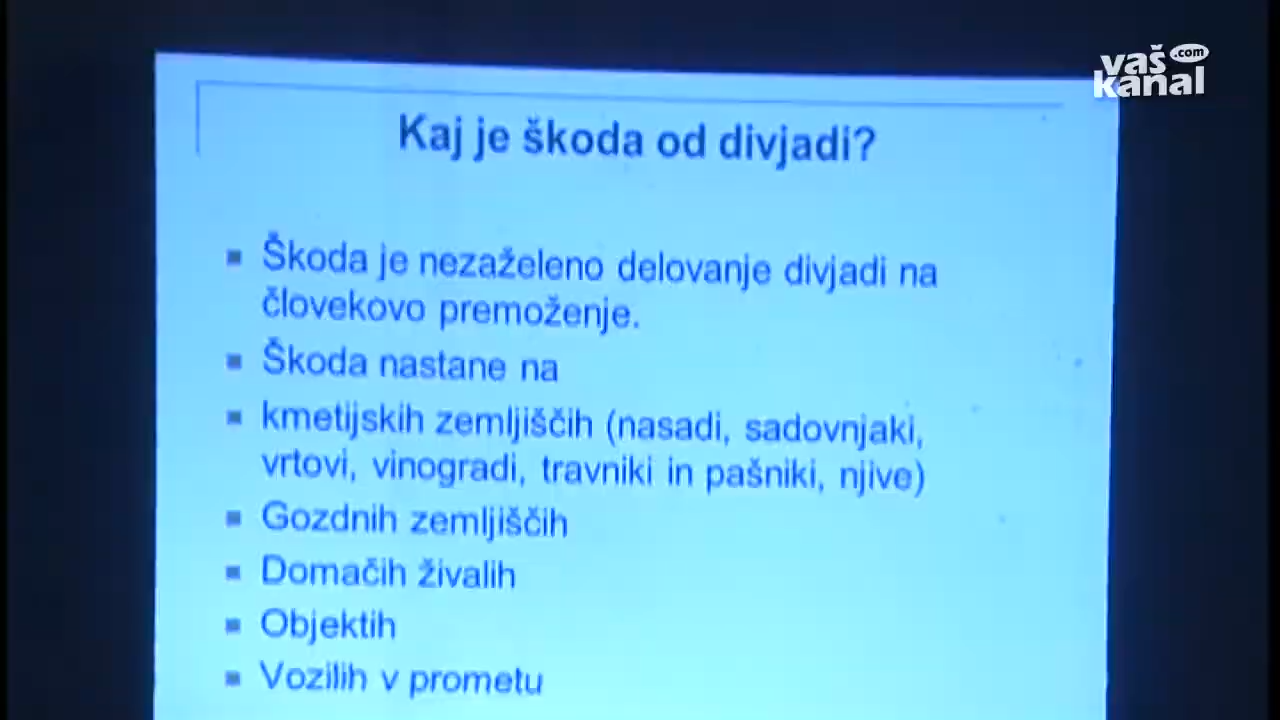 vaš .com
kanal
Kaj je škoda od divjadi?
▪ Škoda je nezaželeno delovanje divjadi na
človekovo premoženje.
▪ Škoda nastane na
▪ kmetijskih zemljiščih (nasadi, sadovnjaki,
vrtovi, vinogradi, travniki in pašniki, njive)
▪ Gozdnih zemljiščih
▪ Domačih živalih
▪ Objektih
▪ Vozilih v prometu